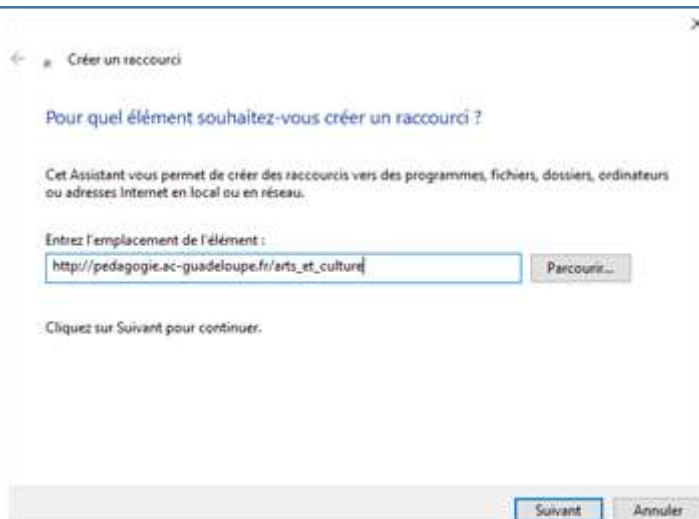 Créer un raccourci
Pour quel élément souhaitez-vous créer un raccourci ?
Cet Assistant vous permet de créer des raccourcis vers des programmes, fichiers, dossiers, ordinateurs
ou adresses Internet en local ou en réseau.
Entrez l'emplacement de l'élément :
http://pedagogie.ac-guadeloupe.fr/arts_et_culture
Parcourir...
Cliquez sur Suivant pour continuer.
Suivant
Annuler